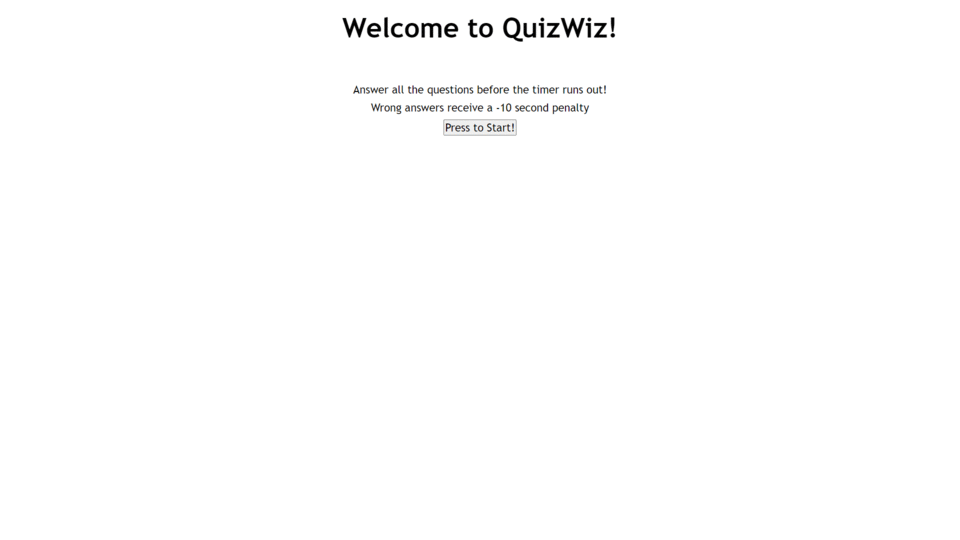 Welcome to QuizWiz!
Answer all the questions before the timer runs out!
Wrong answers receive a -10 second penalty
Press to Start!